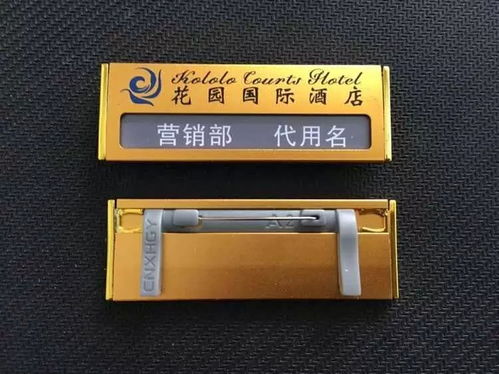 Kololo Courts Hotel
花园国际酒店
营销部 代用名
A2
CNXHGY